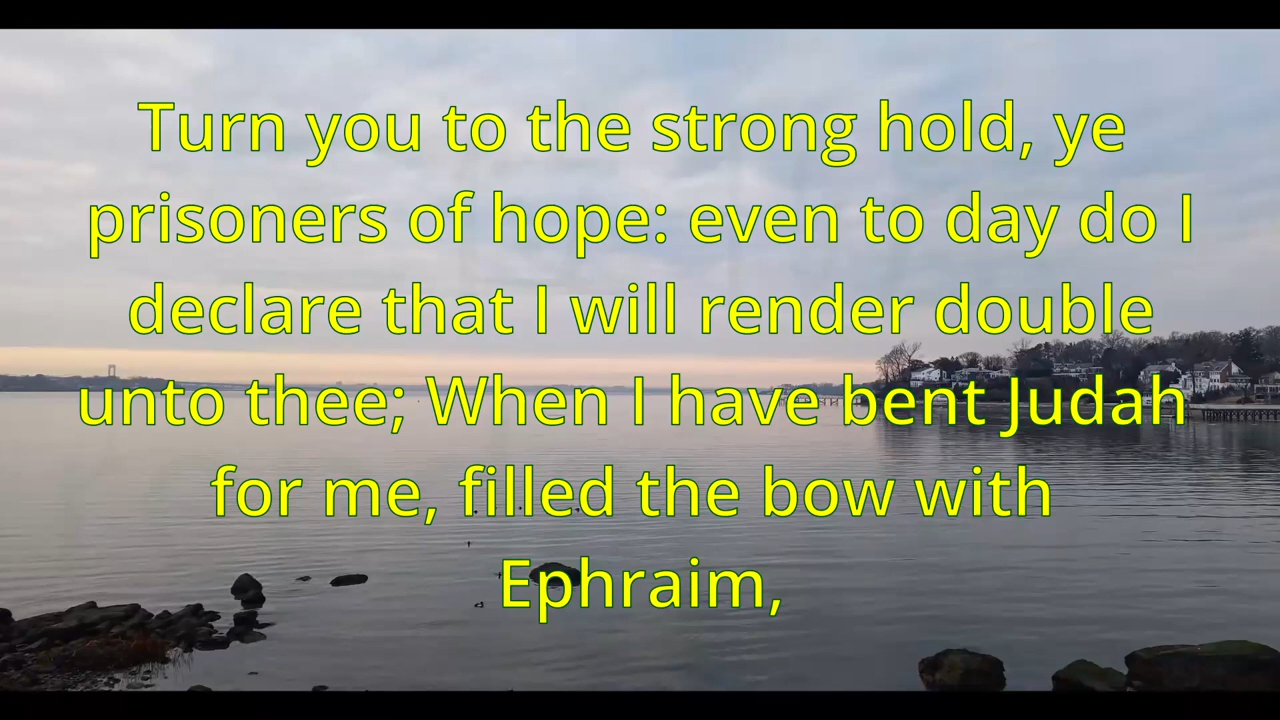 Turn you to the strong hold, ye
prisoners of hope: even to day do I
declare that I will render double
unto thee; When I have bent Judah
for me, filled the bow with
Ephraim,